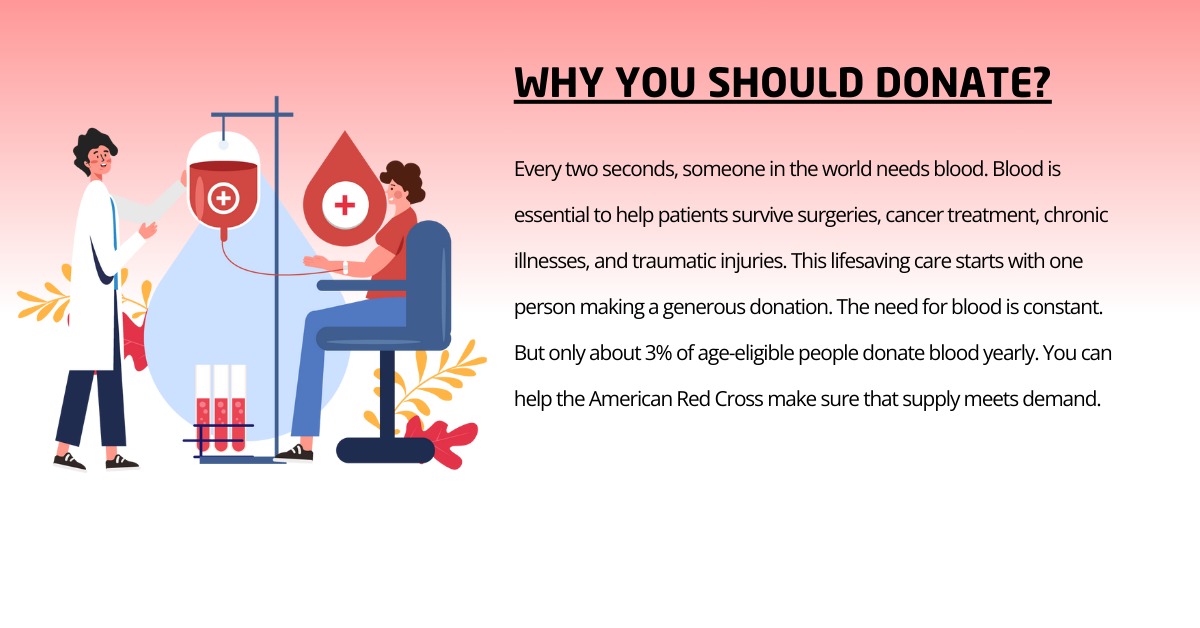 WHY YOU SHOULD DONATE?
Every two seconds, someone in the world needs blood. Blood is
essential to help patients survive surgeries, cancer treatment, chronic
illnesses, and traumatic injuries. This lifesaving care starts with one
person making a generous donation. The need for blood is constant.
But only about 3% of age-eligible people donate blood yearly. You can
help the American Red Cross make sure that supply meets demand.